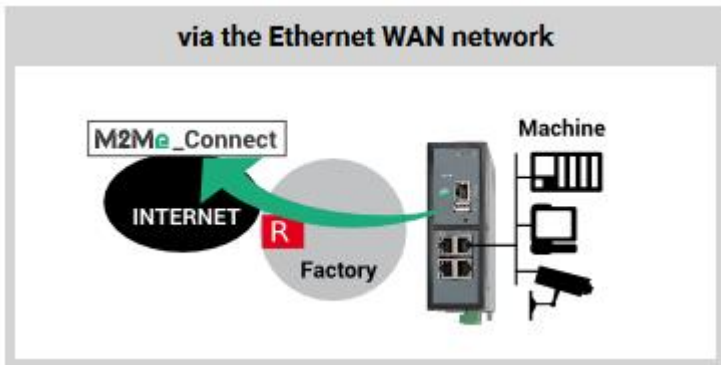 via the Ethernet WAN network
M2Me_Connect
Machine
INTERNET
R
Factory